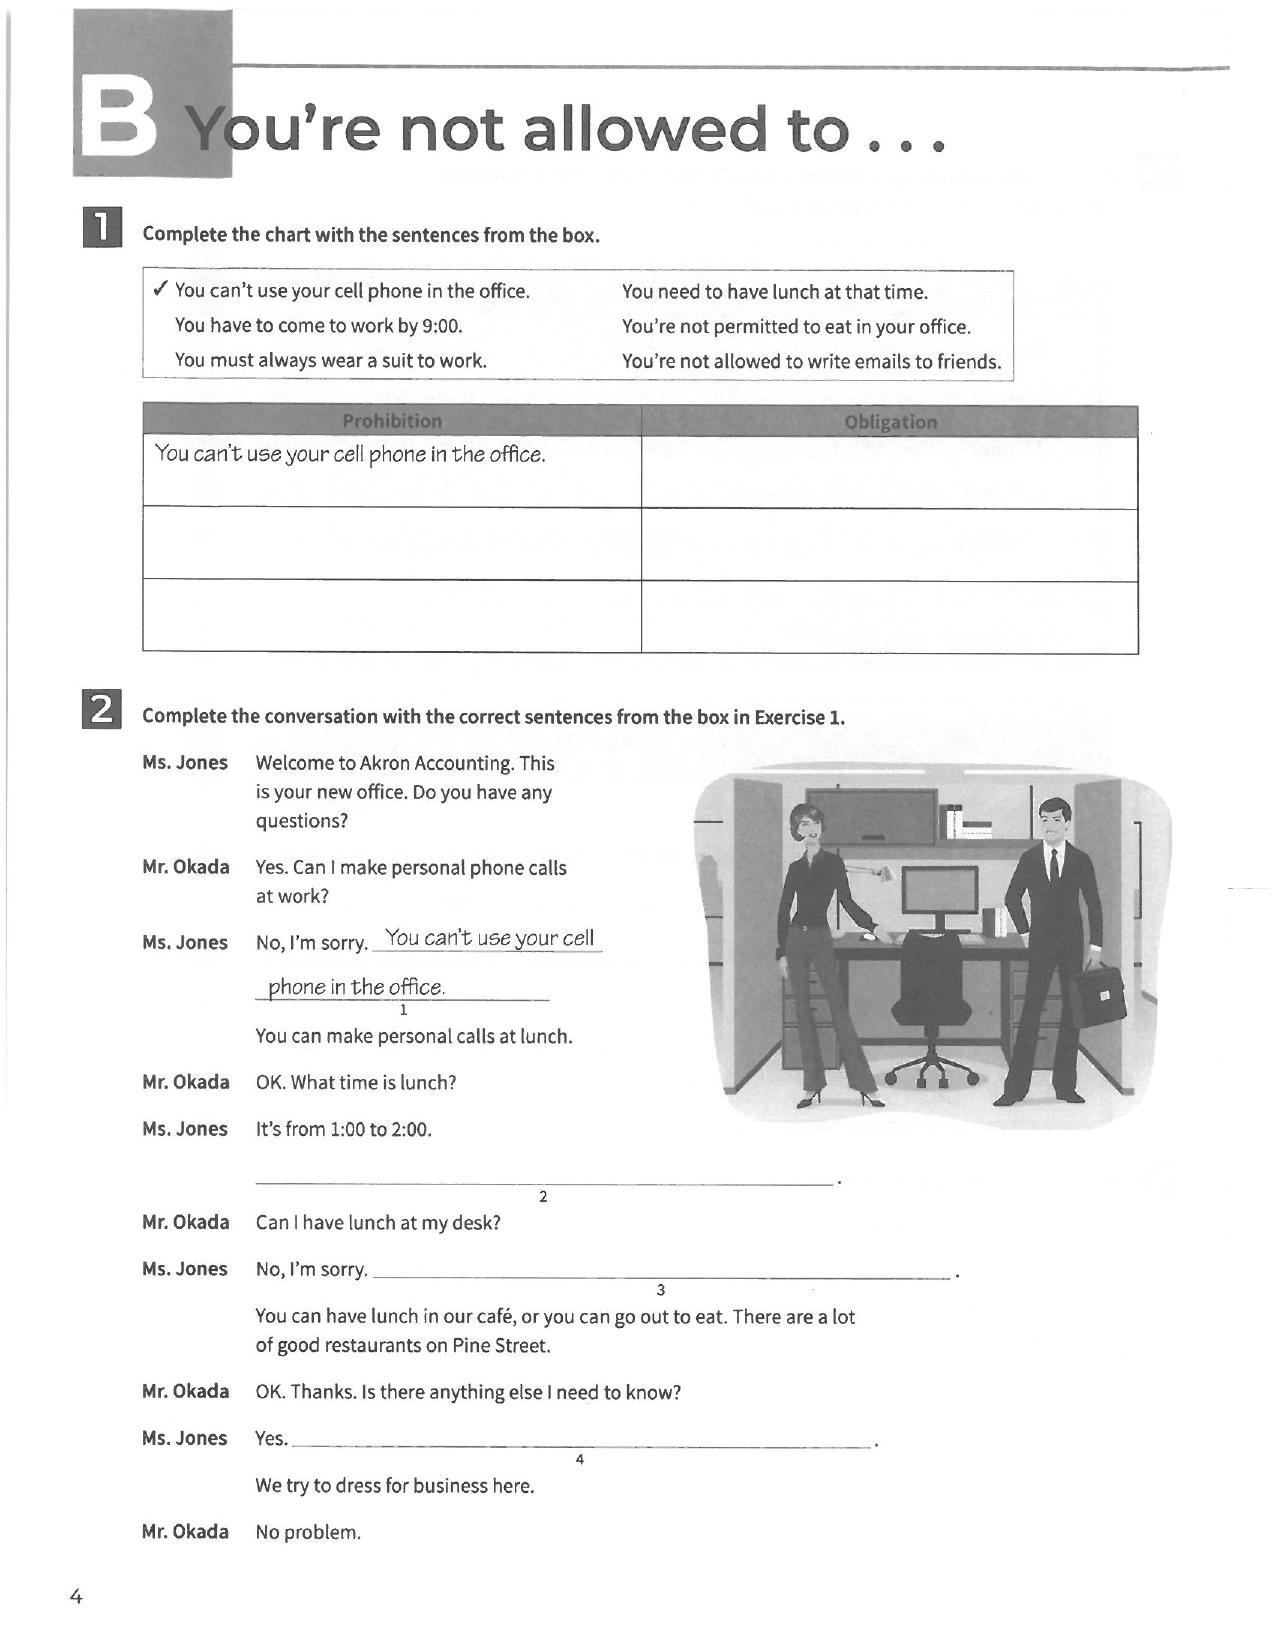 B You're not allowed to . . .
1 Complete the chart with the sentences from the box.
✓ You can't use your cell phone in the office. You need to have lunch at that time.
You have to come to work by 9:00. You're not permitted to eat in your office.
You must always wear a suit to work. You're not allowed to write emails to friends.
Prohibition Obligation
You can't use your cell phone in the office.
2 Complete the conversation with the correct sentences from the box in Exercise 1.
Ms. Jones Welcome to Akron Accounting. This
is your new office. Do you have any
questions?
Mr. Okada Yes. Can I make personal phone calls
at work?
Ms. Jones No, I'm sorry. You can't use your cell
phone in the office.
1
You can make personal calls at lunch.
Mr. Okada OK. What time is lunch?
Ms. Jones It's from 1:00 to 2:00.
.
2
Mr. Okada Can I have lunch at my desk?
Ms. Jones No, I'm sorry. .
3
You can have lunch in our café, or you can go out to eat. There are a lot
of good restaurants on Pine Street.
Mr. Okada OK. Thanks. Is there anything else I need to know?
Ms. Jones Yes. .
4
We try to dress for business here.
Mr. Okada No problem.
4